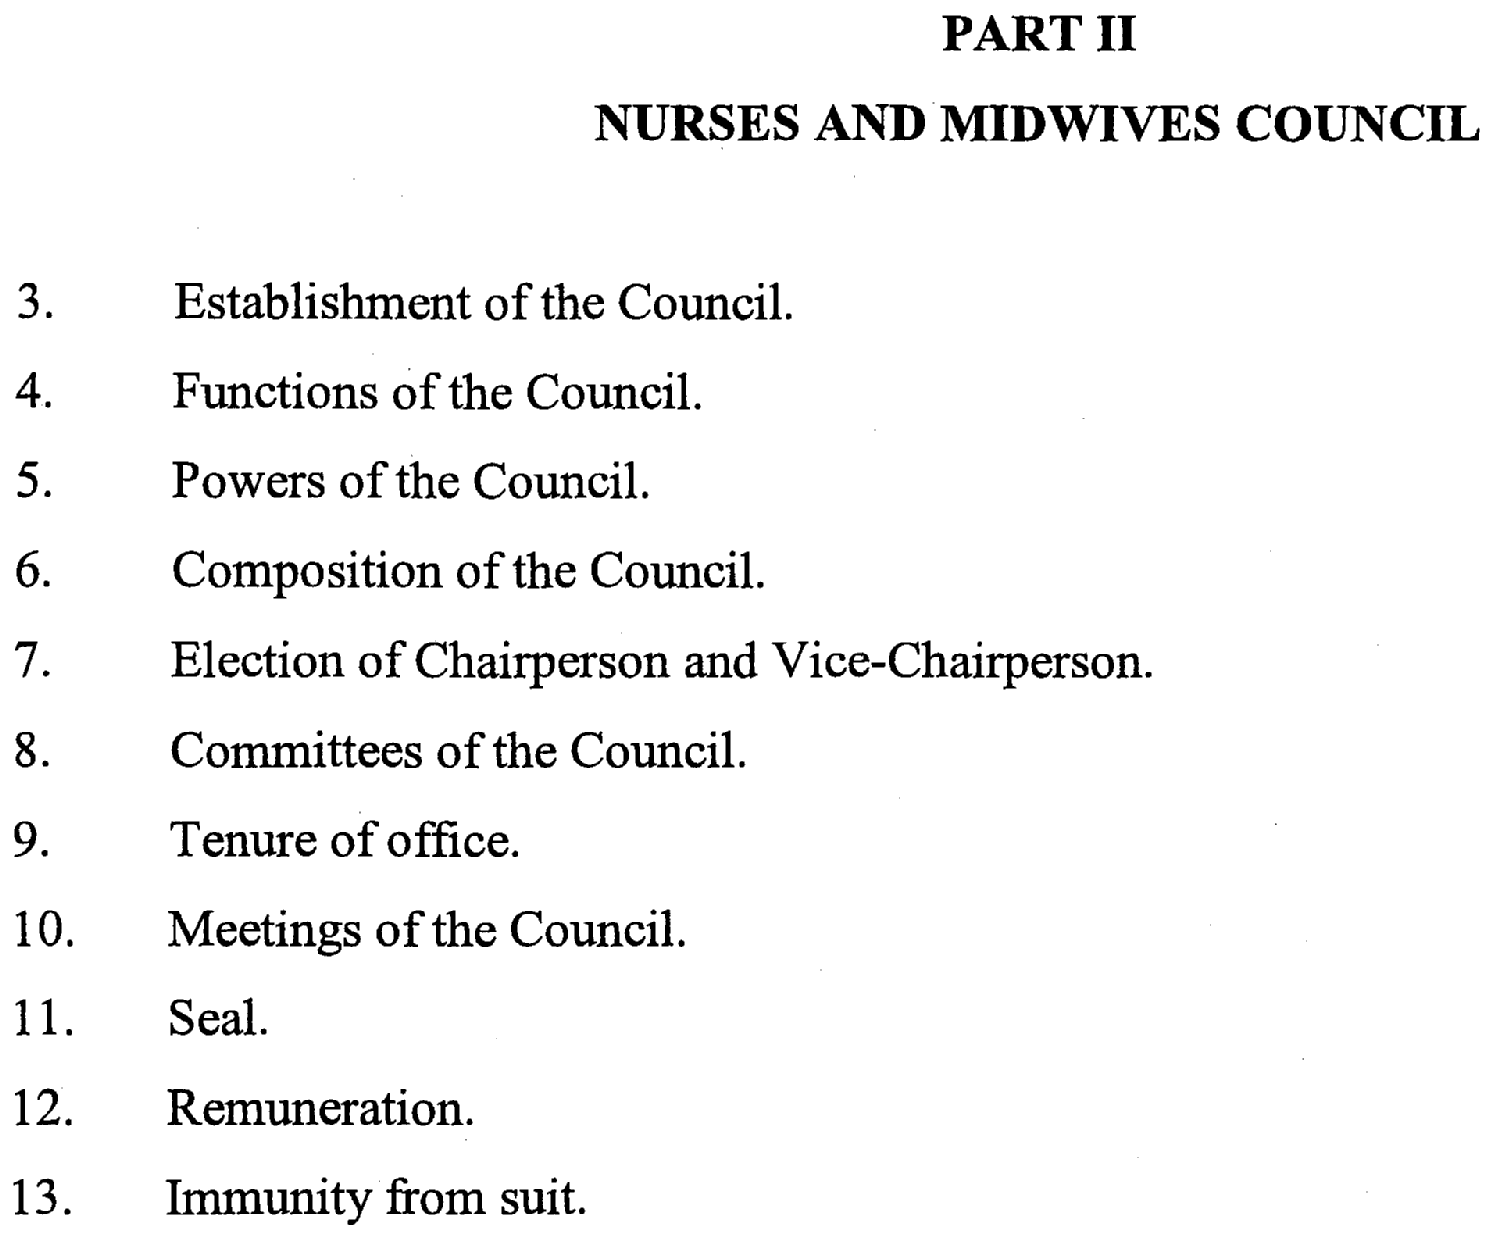 PART II
NURSES AND MIDWIVES COUNCIL
3. Establishment of the Council.
4. Functions of the Council.
5. Powers of the Council.
6. Composition of the Council.
7. Election of Chairperson and Vice-Chairperson.
8. Committees of the Council.
9. Tenure of office.
10. Meetings of the Council.
11. Seal.
12. Remuneration.
13. Immunity from suit.